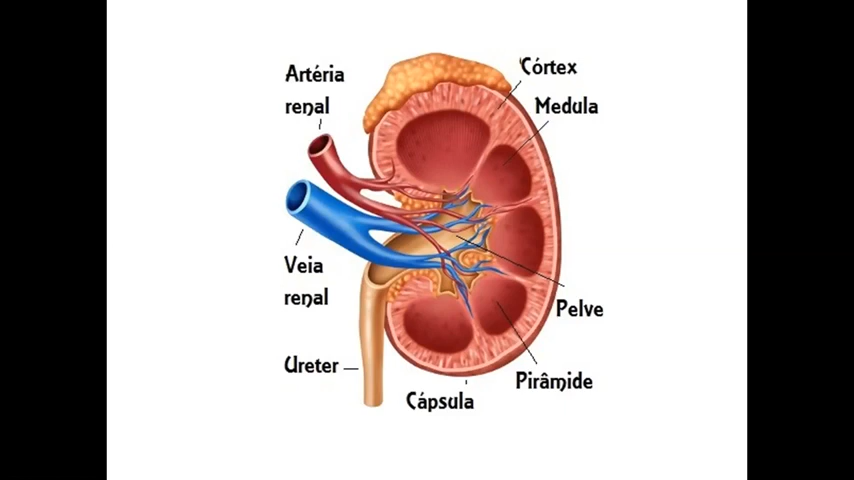 Artéria
renal
Córtex
Medula
Veia
renal
Pelve
Ureter
Pirâmide
Cápsula